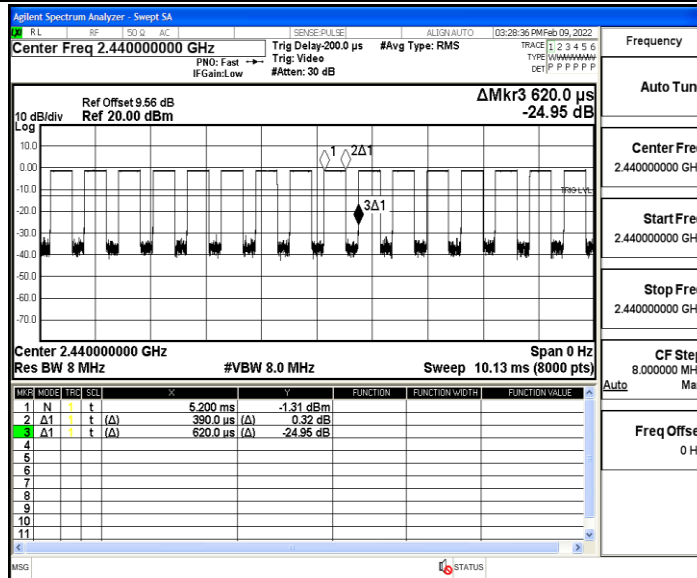 Agilent Spectrum Analyzer - Swept SA
RL RF 50 Ω AC SENSE:PULSE ALIGN AUTO 03:28:36 PM Feb 09, 2022
Center Freq 2.440000000 GHz
PNO: Fast
IFGain:Low
Trig Delay-200.0 µs
Trig: Video
#Atten: 30 dB
#Avg Type: RMS
TRACE 1 2 3 4 5 6
TYPE WWWWWW
DET P P P P P P
Ref Offset 9.56 dB
10 dB/div Ref 20.00 dBm
ΔMkr3 620.0 µs
-24.95 dB
Log
10.0
0.00
-10.0
-20.0
-30.0
-40.0
-50.0
-60.0
-70.0
1
2Δ1
TRIG LVL
3Δ1
Center 2.440000000 GHz Span 0 Hz
Res BW 8 MHz #VBW 8.0 MHz Sweep 10.13 ms (8000 pts)
MKR MODE TRC SCL X Y FUNCTION FUNCTION WIDTH FUNCTION VALUE
1 N 1 t 5.200 ms -1.31 dBm
2 Δ1 1 t (Δ) 390.0 µs (Δ) 0.32 dB
3 Δ1 1 t (Δ) 620.0 µs (Δ) -24.95 dB
4
5
6
7
8
9
10
11
MSG STATUS
Frequency
Auto Tun
Center Fre
2.440000000 GH
Start Fre
2.440000000 GH
Stop Fre
2.440000000 GH
CF Step
8.000000 MH
Auto Ma
Freq Offse
0 H